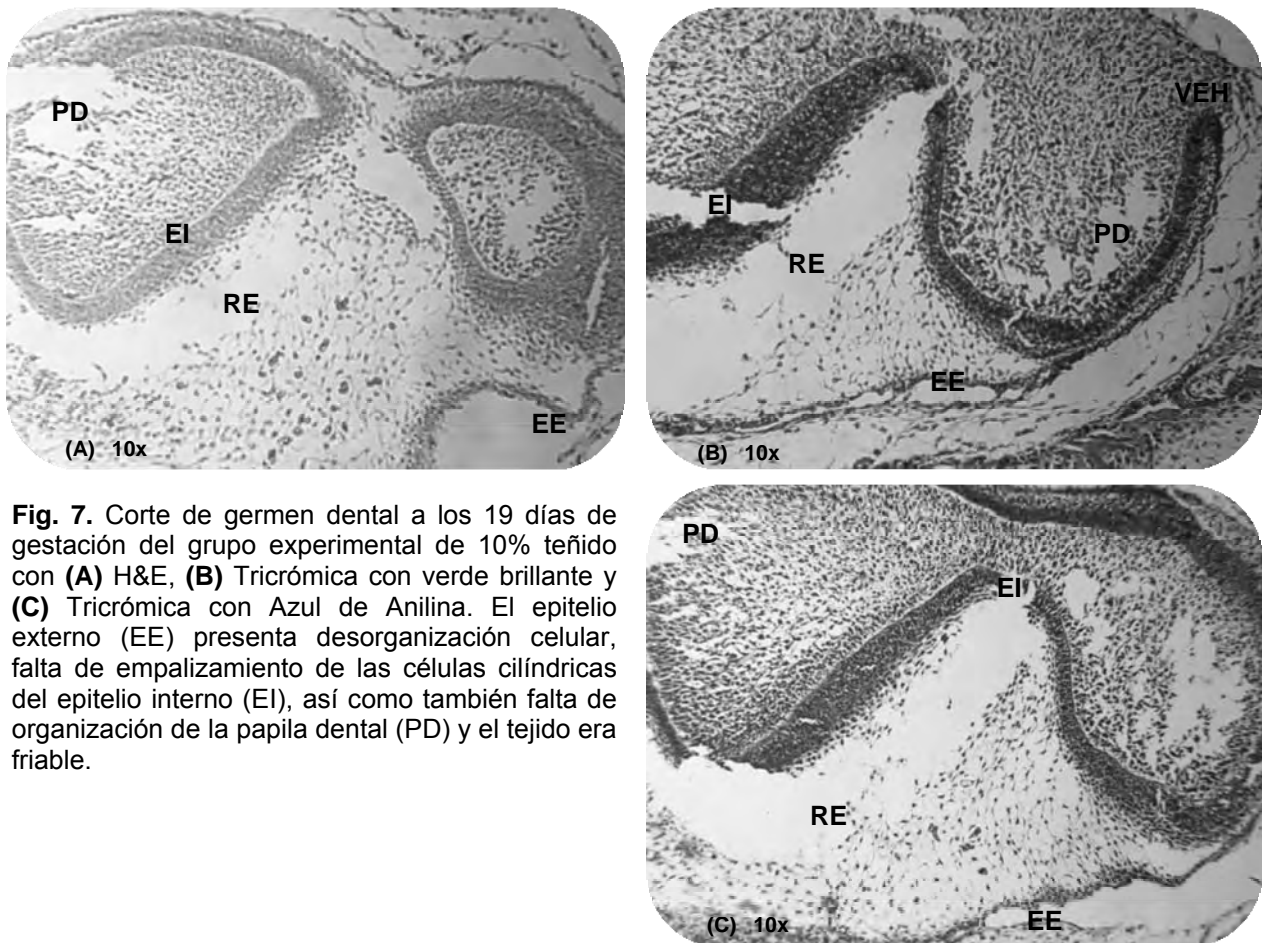 PD
EI
RE
EE
(A) 10x
VEH
EI
PD
RE
EE
(B) 10x
Fig. 7. Corte de germen dental a los 19 días de
gestación del grupo experimental de 10% teñido
con (A) H&E, (B) Tricrómica con verde brillante y
(C) Tricrómica con Azul de Anilina. El epitelio
externo (EE) presenta desorganización celular,
falta de empalizamiento de las células cilíndricas
del epitelio interno (EI), así como también falta de
organización de la papila dental (PD) y el tejido era
friable.
PD
EI
RE
EE
(C) 10x